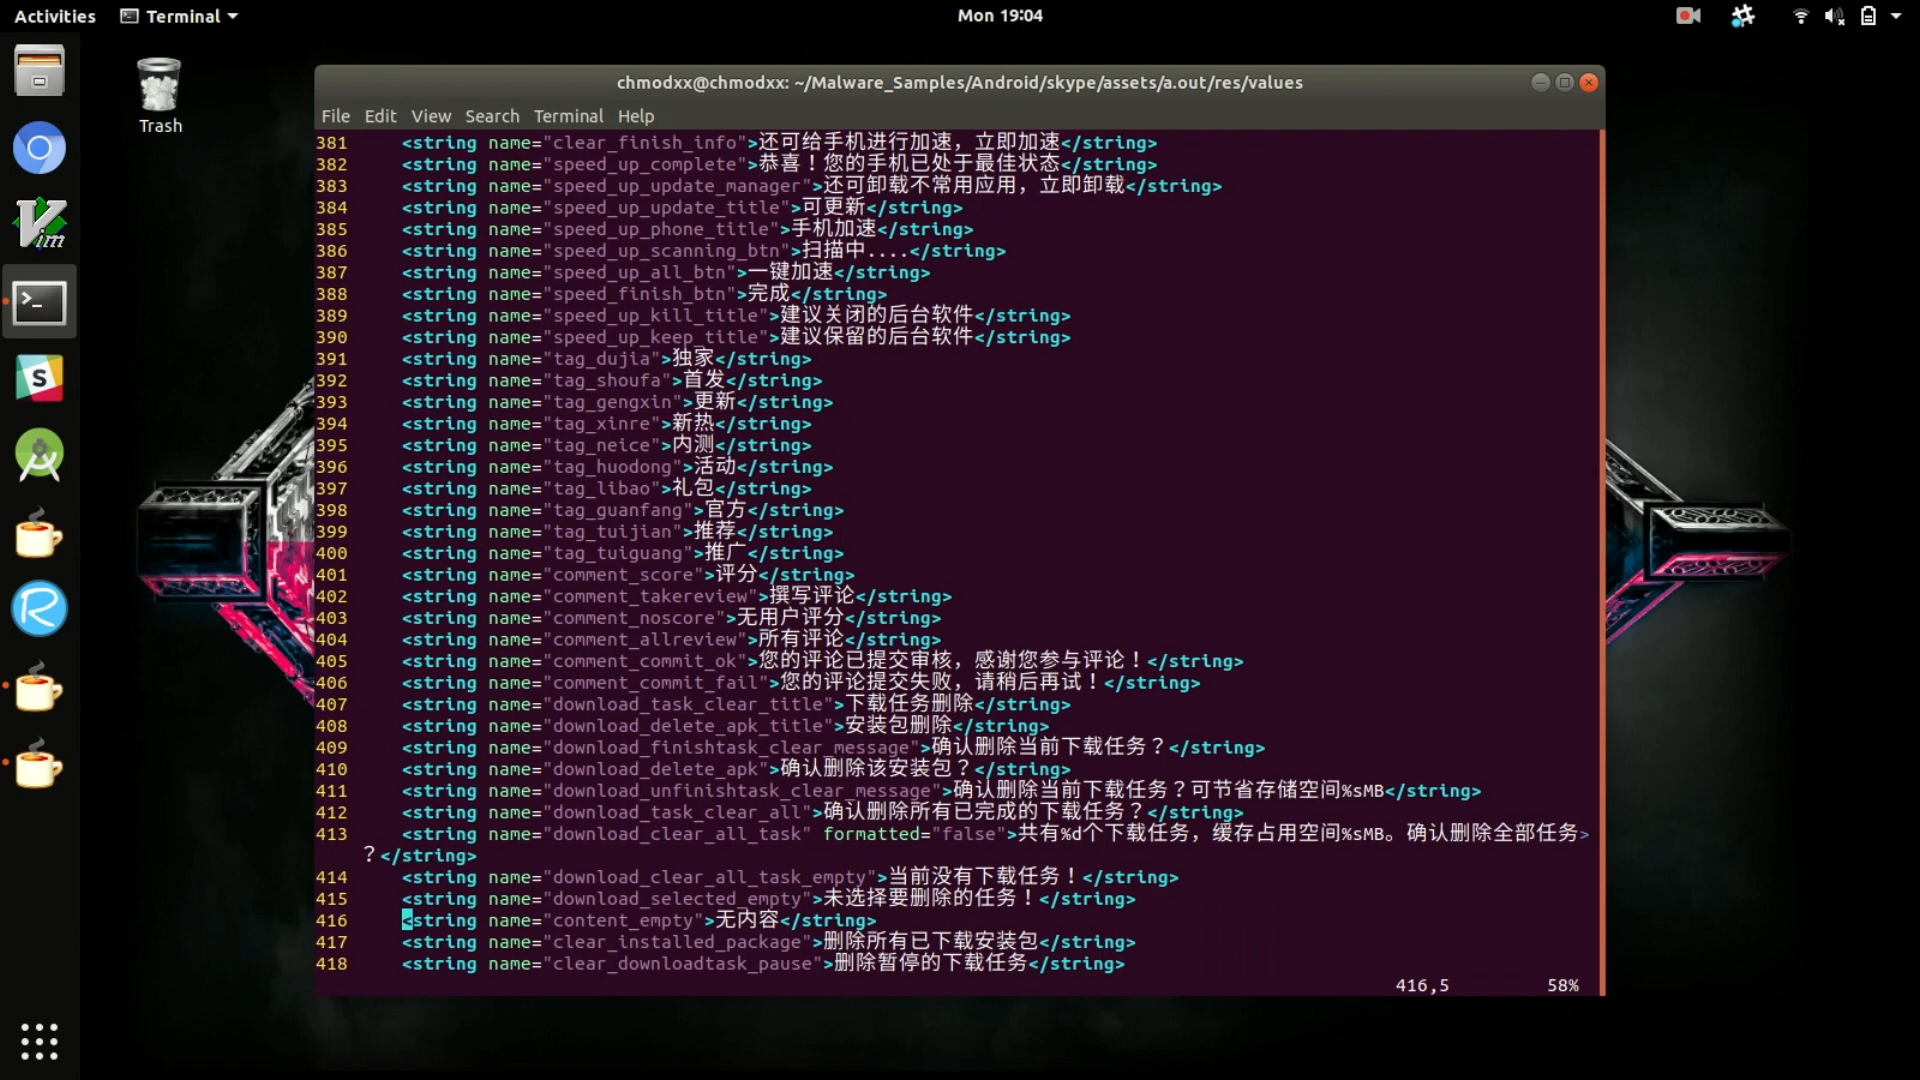 Activities Terminal Mon 19:04
Trash
chmodxx@chmodxx: ~/Malware_Samples/Android/skype/assets/a.out/res/values
File Edit View Search Terminal Help
381 <string name="clear_finish_info">还可给手机进行加速，立即加速</string>
382 <string name="speed_up_complete">恭喜！您的手机已处于最佳状态</string>
383 <string name="speed_up_update_manager">还可卸载不常用应用，立即卸载</string>
384 <string name="speed_up_update_title">可更新</string>
385 <string name="speed_up_phone_title">手机加速</string>
386 <string name="speed_up_scanning_btn">扫描中....</string>
387 <string name="speed_up_all_btn">一键加速</string>
388 <string name="speed_finish_btn">完成</string>
389 <string name="speed_up_kill_title">建议关闭的后台软件</string>
390 <string name="speed_up_keep_title">建议保留的后台软件</string>
391 <string name="tag_dujia">独家</string>
392 <string name="tag_shoufa">首发</string>
393 <string name="tag_gengxin">更新</string>
394 <string name="tag_xinre">新热</string>
395 <string name="tag_neice">内测</string>
396 <string name="tag_huodong">活动</string>
397 <string name="tag_libao">礼包</string>
398 <string name="tag_guanfang">官方</string>
399 <string name="tag_tuijian">推荐</string>
400 <string name="tag_tuiguang">推广</string>
401 <string name="comment_score">评分</string>
402 <string name="comment_takereview">撰写评论</string>
403 <string name="comment_noscore">无用户评分</string>
404 <string name="comment_allreview">所有评论</string>
405 <string name="comment_commit_ok">您的评论已提交审核，感谢您参与评论！</string>
406 <string name="comment_commit_fail">您的评论提交失败，请稍后再试！</string>
407 <string name="download_task_clear_title">下载任务删除</string>
408 <string name="download_delete_apk_title">安装包删除</string>
409 <string name="download_finishtask_clear_message">确认删除当前下载任务？</string>
410 <string name="download_delete_apk">确认删除该安装包？</string>
411 <string name="download_unfinishtask_clear_message">确认删除当前下载任务？可节省存储空间%sMB</string>
412 <string name="download_task_clear_all">确认删除所有已完成的下载任务？</string>
413 <string name="download_clear_all_task" formatted="false">共有%d个下载任务，缓存占用空间%sMB。确认删除全部任务>
？</string>
414 <string name="download_clear_all_task_empty">当前没有下载任务！</string>
415 <string name="download_selected_empty">未选择要删除的任务！</string>
416 <string name="content_empty">无内容</string>
417 <string name="clear_installed_package">删除所有已下载安装包</string>
418 <string name="clear_downloadtask_pause">删除暂停的下载任务</string>
416,5 58%